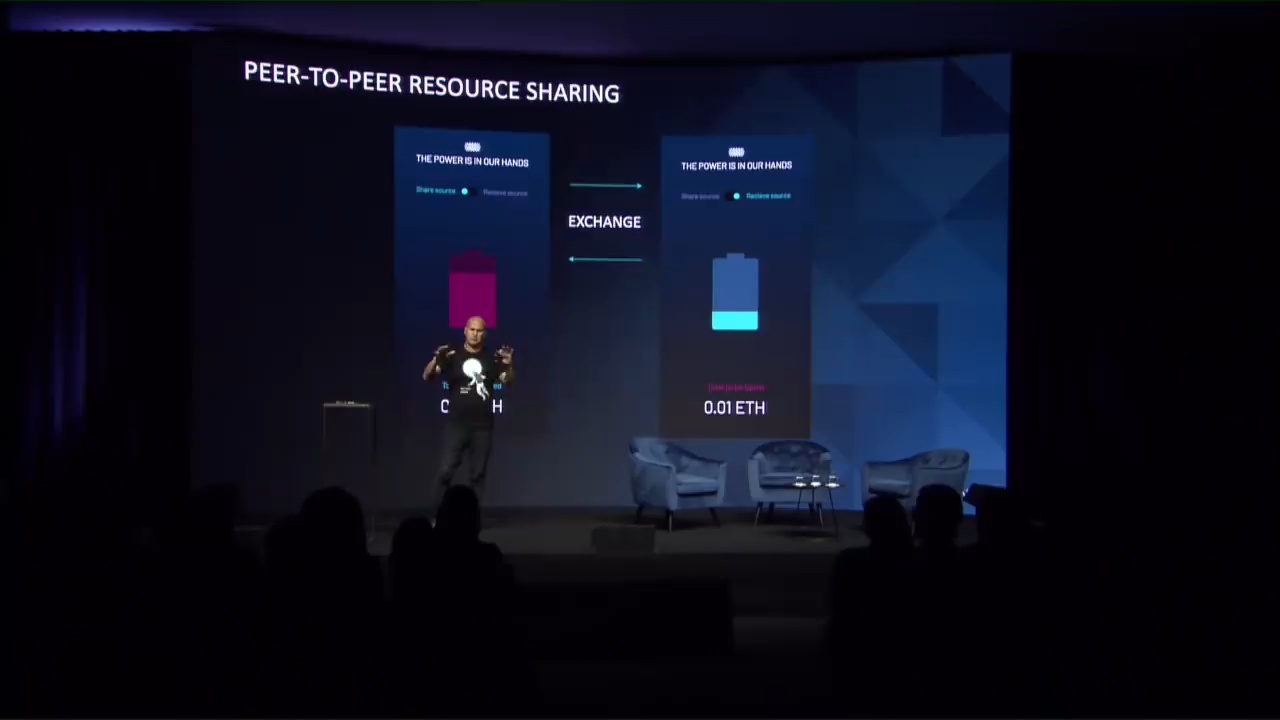 PEER-TO-PEER RESOURCE SHARING
THE POWER IS IN OUR HANDS
Share source Recieve source
EXCHANGE
THE POWER IS IN OUR HANDS
Share source Recieve source
0.01 ETH